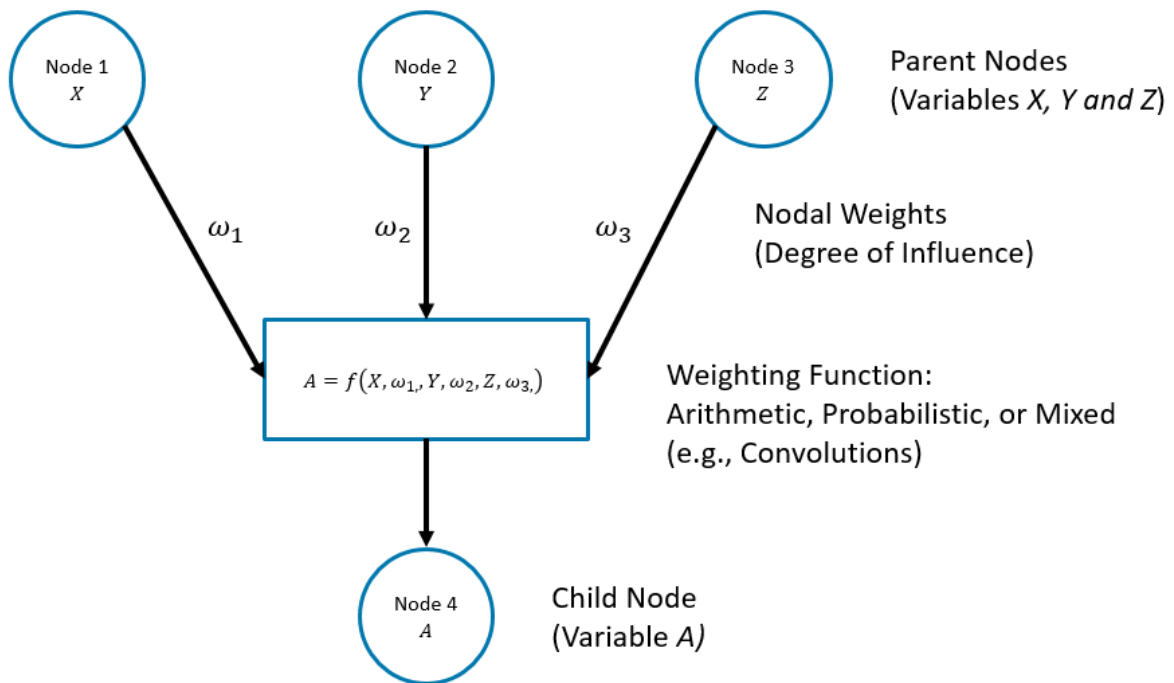 Node 1
X
Node 2
Y
Node 3
Z
Parent Nodes
(Variables X, Y and Z)
ω₁
ω₂
ω₃
Nodal Weights
(Degree of Influence)
A = f(X, ω₁,, Y, ω₂, Z, ω₃,)
Weighting Function:
Arithmetic, Probabilistic, or Mixed
(e.g., Convolutions)
Node 4
A
Child Node
(Variable A)